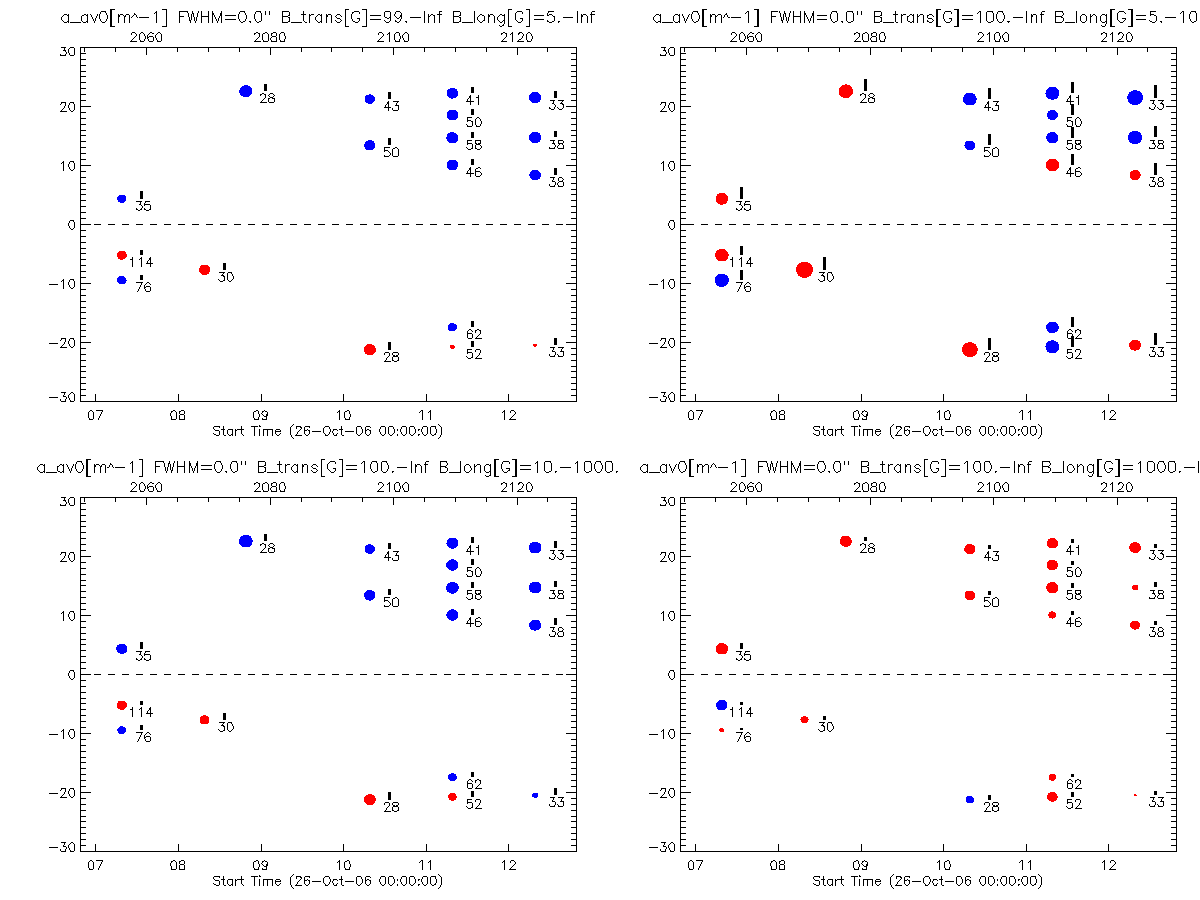 a_av0[m^-1] FWHM=0.0" B_trans[G]=99.-Inf B_long[G]=5.-Inf
2060 2080 2100 2120
30
28 43 41 33
20
50
50 58 38
10
46 38
35
0
114
-10
76 30
62
-20
28 52 33
-30
07 08 09 10 11 12
Start Time (26-Oct-06 00:00:00)
a_av0[m^-1] FWHM=0.0" B_trans[G]=100.-Inf B_long[G]=5.-10
2060 2080 2100 2120
30
28 43 41 33
20
50
50 58 38
10
46 38
35
0
114
-10
76 30
62
-20
28 52 33
-30
07 08 09 10 11 12
Start Time (26-Oct-06 00:00:00)
a_av0[m^-1] FWHM=0.0" B_trans[G]=100.-Inf B_long[G]=10.-1000.
2060 2080 2100 2120
30
28 43 41 33
20
50
50 58 38
10
46 38
35
0
114
-10
76 30
62
-20
28 52 33
-30
07 08 09 10 11 12
Start Time (26-Oct-06 00:00:00)
a_av0[m^-1] FWHM=0.0" B_trans[G]=100.-Inf B_long[G]=1000.-I
2060 2080 2100 2120
30
28 43 41 33
20
50
50 58 38
10
46 38
35
0
114
-10
76 30
62
-20
28 52 33
-30
07 08 09 10 11 12
Start Time (26-Oct-06 00:00:00)